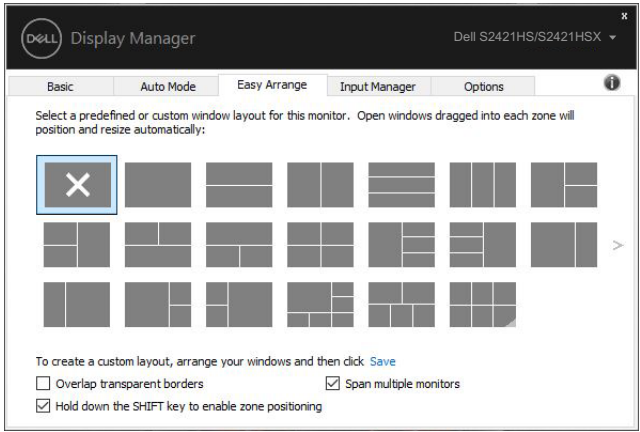 x
DELL Display Manager
Dell S2421HS/S2421HSX
Basic Auto Mode Easy Arrange Input Manager Options
Select a predefined or custom window layout for this monitor. Open windows dragged into each zone will
position and resize automatically:
To create a custom layout, arrange your windows and then click Save
Overlap transparent borders
Span multiple monitors
Hold down the SHIFT key to enable zone positioning